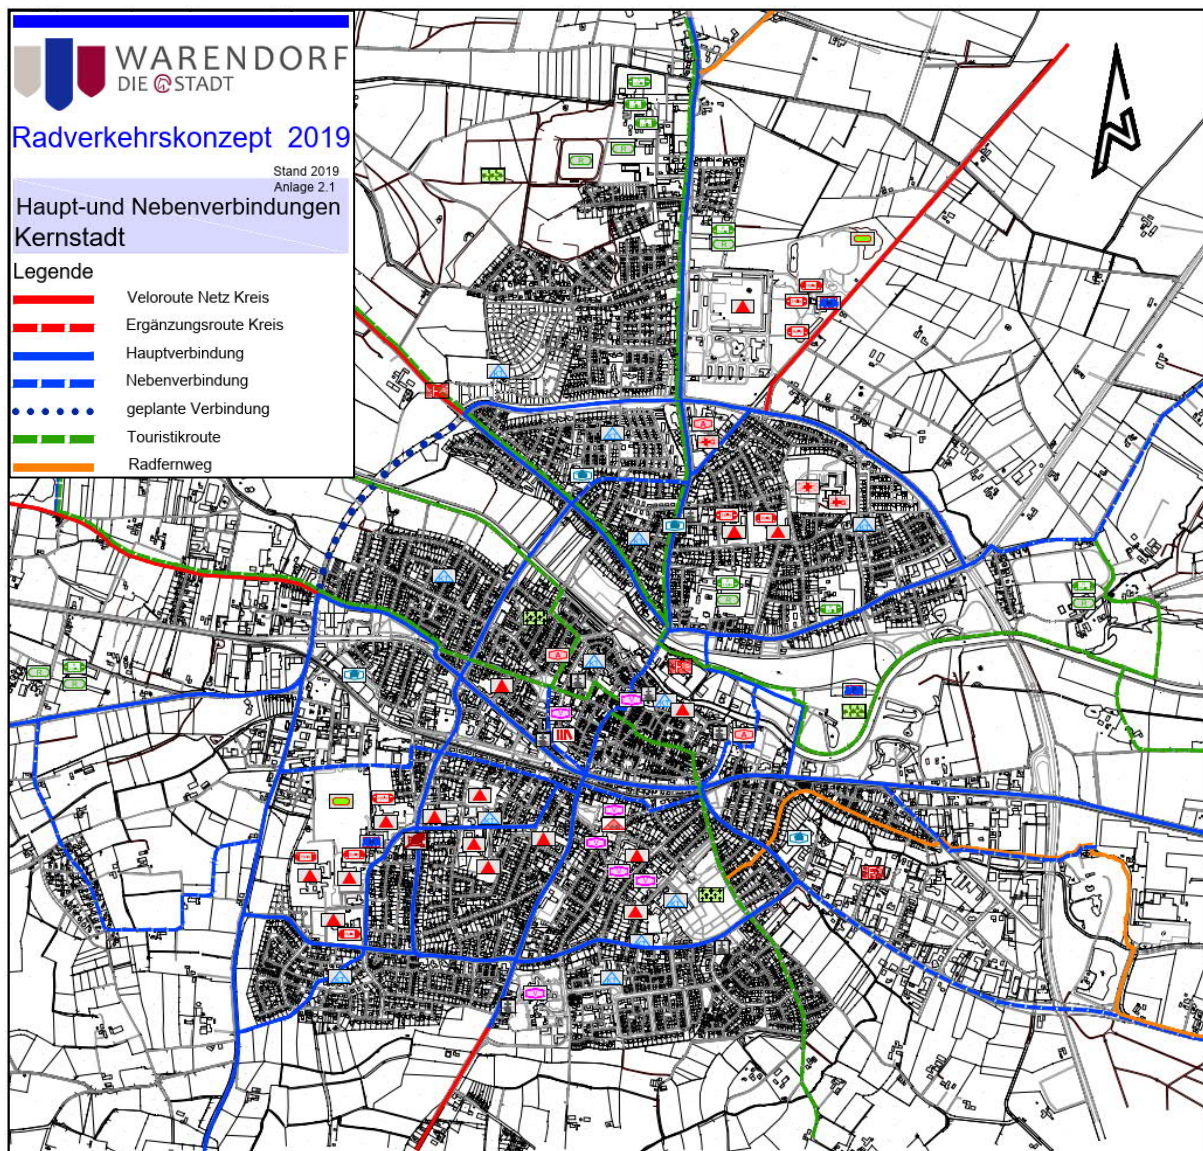 WARENDORF
DIE STADT
Radverkehrskonzept 2019
Stand 2019
Anlage 2.1
Haupt-und Nebenverbindungen
Kernstadt
Legende
Veloroute Netz Kreis
Ergänzungsroute Kreis
Hauptverbindung
Nebenverbindung
geplante Verbindung
Touristikroute
Radfernweg
N